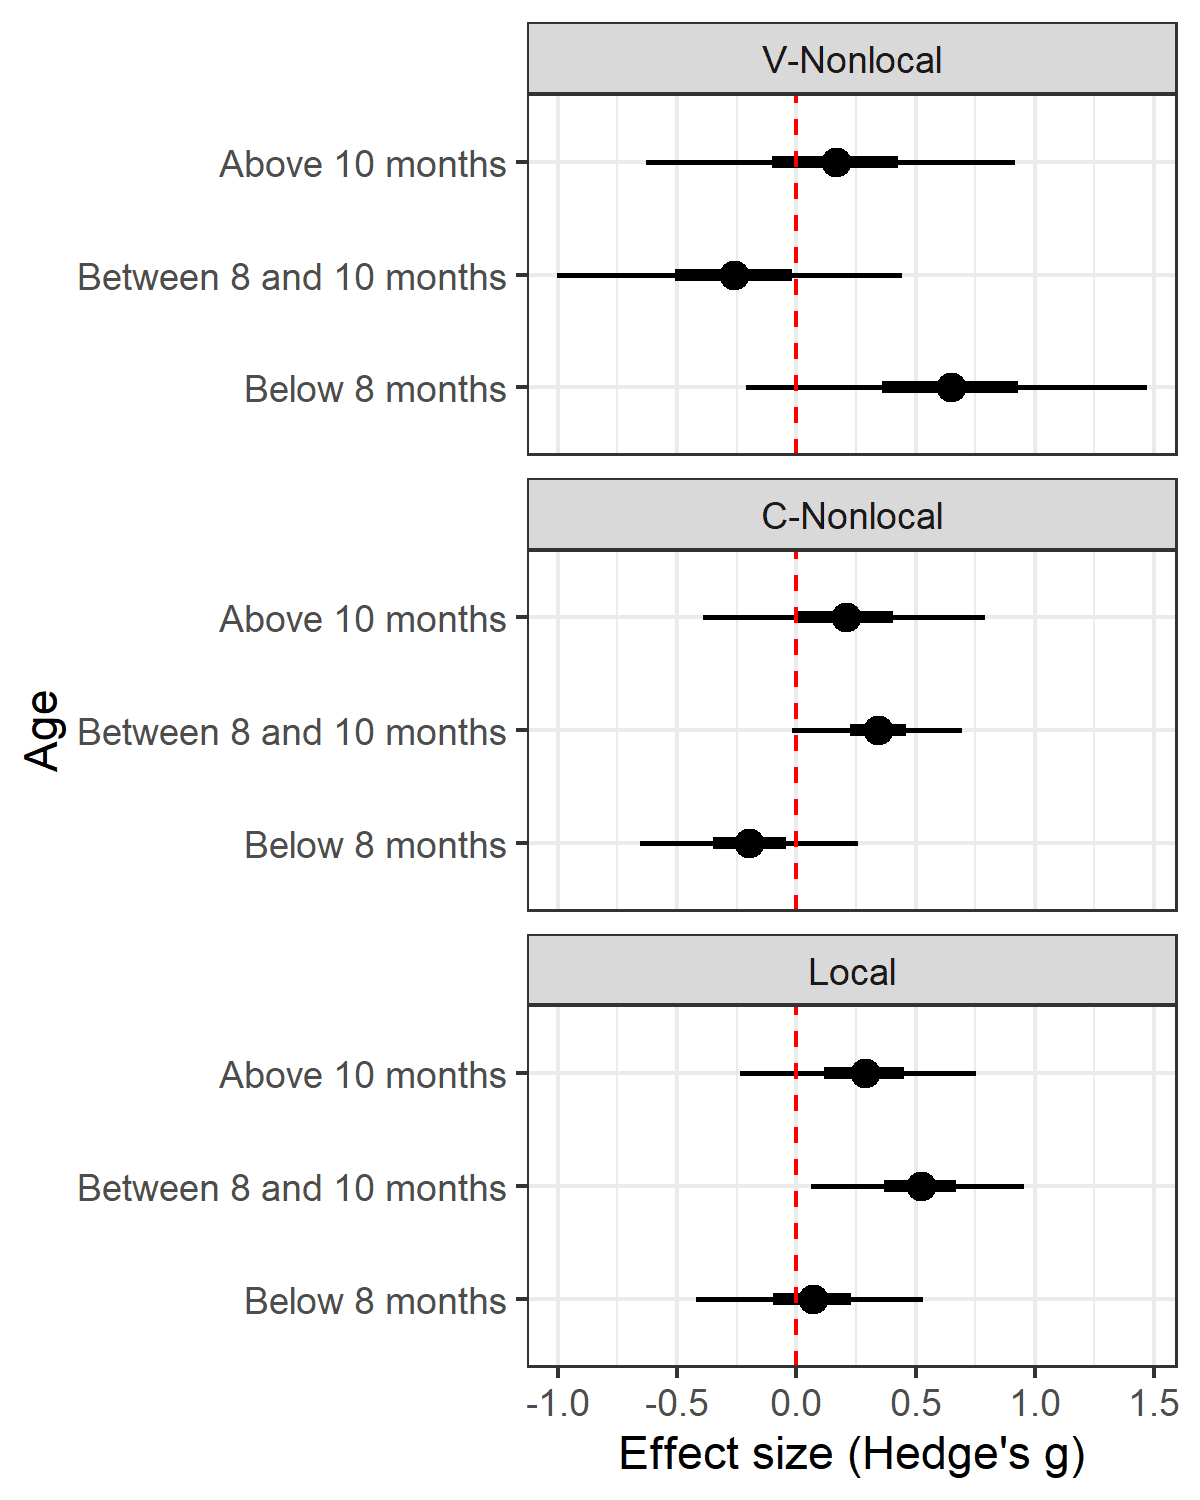 V-Nonlocal
Above 10 months
Between 8 and 10 months
Below 8 months
C-Nonlocal
Above 10 months
Between 8 and 10 months
Below 8 months
Age
Local
Above 10 months
Between 8 and 10 months
Below 8 months
-1.0 -0.5 0.0 0.5 1.0 1.5
Effect size (Hedge's g)